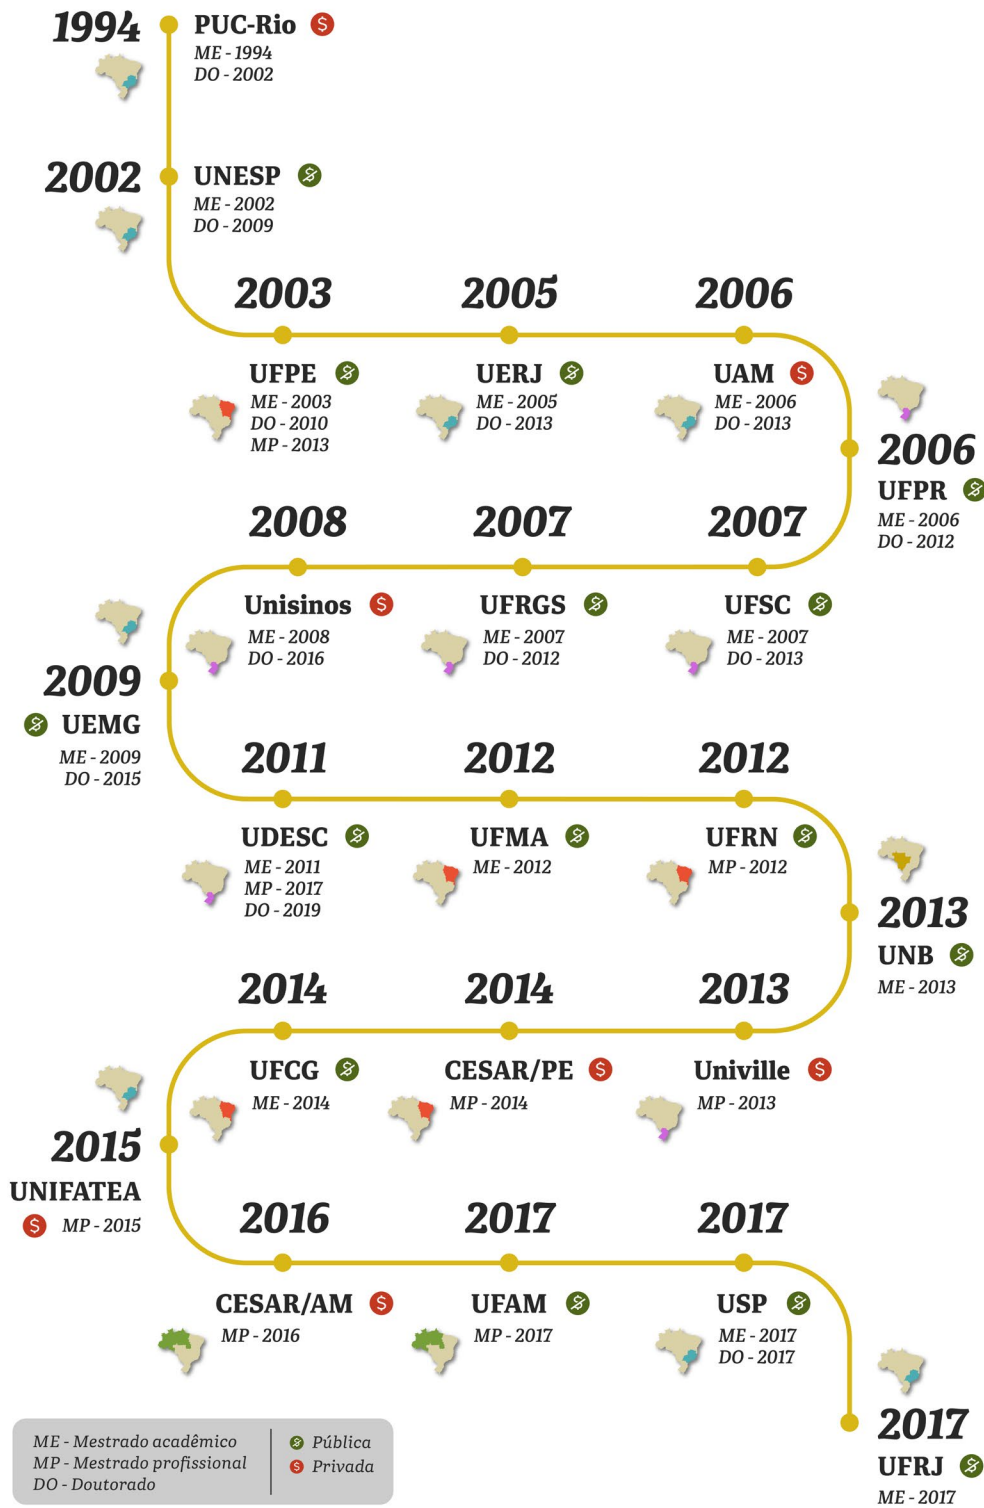 1994
PUC-Rio
ME - 1994
DO - 2002
2002
UNESP
ME - 2002
DO - 2009
2003
UFPE
ME - 2003
DO - 2010
MP - 2013
2005
UERJ
ME - 2005
DO - 2013
2006
UAM
ME - 2006
DO - 2013
2006
UFPR
ME - 2006
DO - 2012
2007
UFSC
ME - 2007
DO - 2013
2007
UFRGS
ME - 2007
DO - 2012
2008
Unisinos
ME - 2008
DO - 2016
2009
UEMG
ME - 2009
DO - 2015
2011
UDESC
ME - 2011
MP - 2017
DO - 2019
2012
UFMA
ME - 2012
2012
UFRN
MP - 2012
2013
UNB
ME - 2013
2013
Univille
MP - 2013
2014
CESAR/PE
MP - 2014
2014
UFCG
ME - 2014
2015
UNIFATEA
MP - 2015
2016
CESAR/AM
MP - 2016
2017
UFAM
MP - 2017
2017
USP
ME - 2017
DO - 2017
2017
UFRJ
ME - 2017
ME - Mestrado acadêmico
MP - Mestrado profissional
DO - Doutorado
Pública
Privada